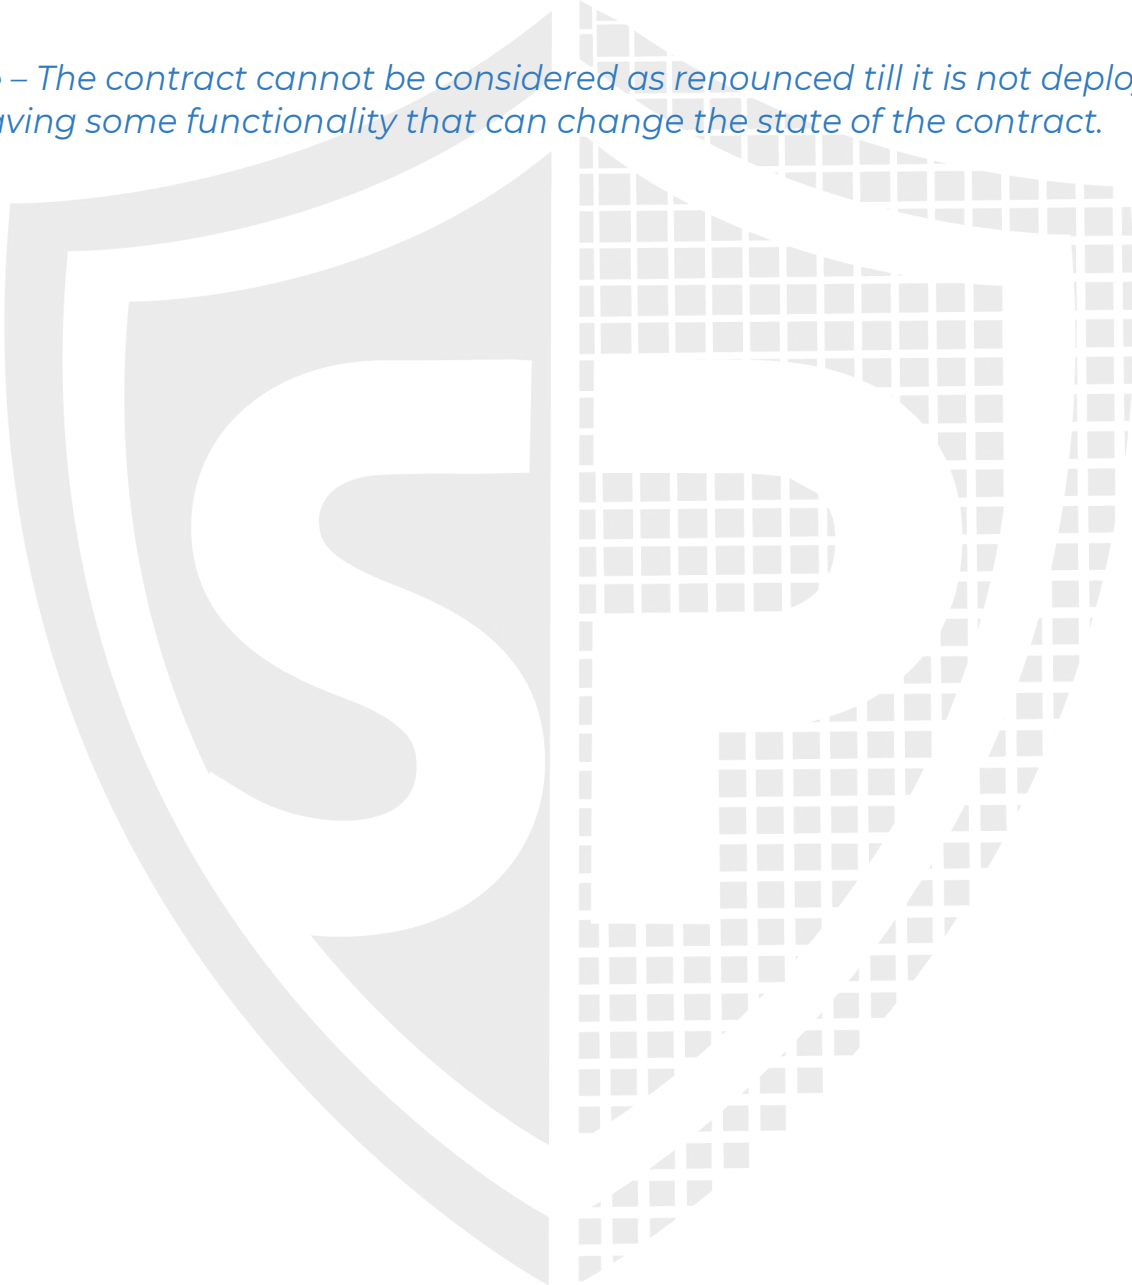 – The contract cannot be considered as renounced till it is not
some functionality that can change the state of the contract.
SP